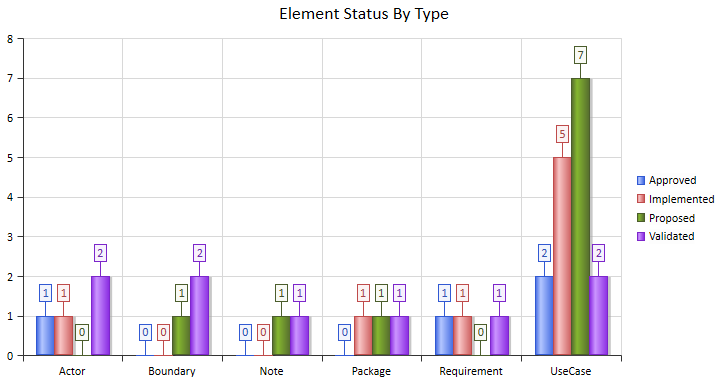 Element Status By Type
8
7
6
5
4
3
2
1
0
1 1 0 2
0 0 1 2
0 0 1 1
0 1 1 1
1 1 0 1
2 5 7 2
Actor Boundary Note Package Requirement UseCase
Approved
Implemented
Proposed
Validated